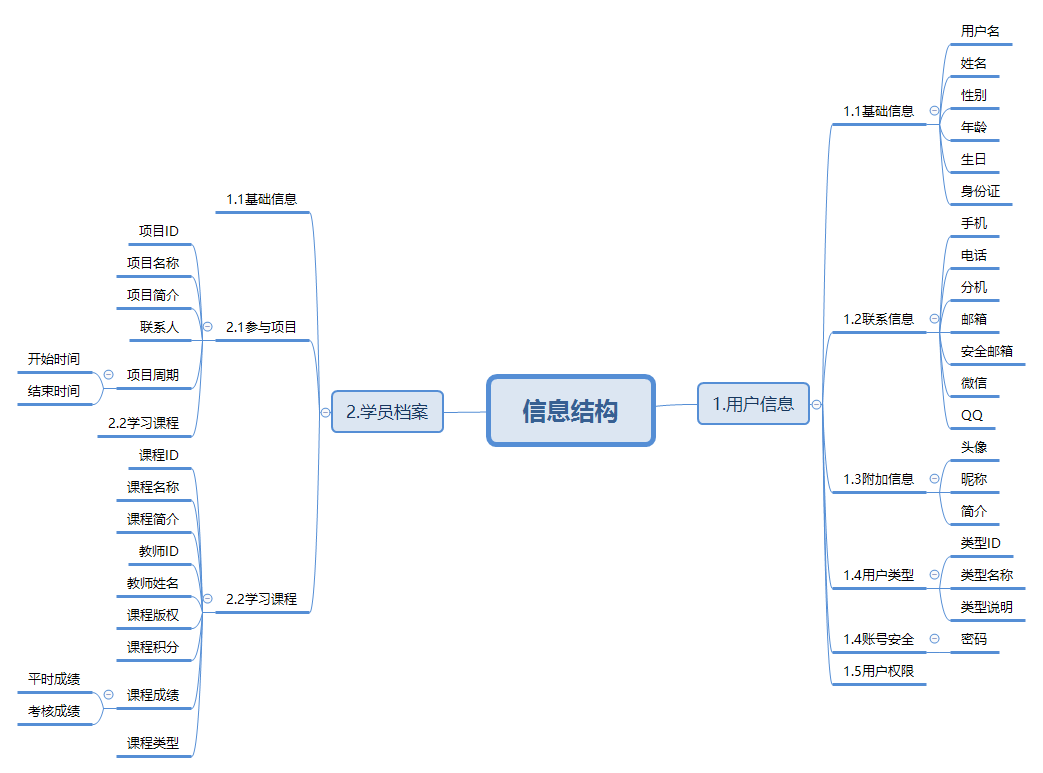 信息结构
1.用户信息
1.1基础信息
用户名
姓名
性别
年龄
生日
身份证
1.2联系信息
手机
电话
分机
邮箱
安全邮箱
微信
QQ
1.3附加信息
头像
昵称
简介
1.4用户类型
类型ID
类型名称
类型说明
1.4账号安全
密码
1.5用户权限
2.学员档案
1.1基础信息
2.1参与项目
项目ID
项目名称
项目简介
联系人
项目周期
开始时间
结束时间
2.2学习课程
2.2学习课程
课程ID
课程名称
课程简介
教师ID
教师姓名
课程版权
课程积分
课程成绩
平时成绩
考核成绩
课程类型